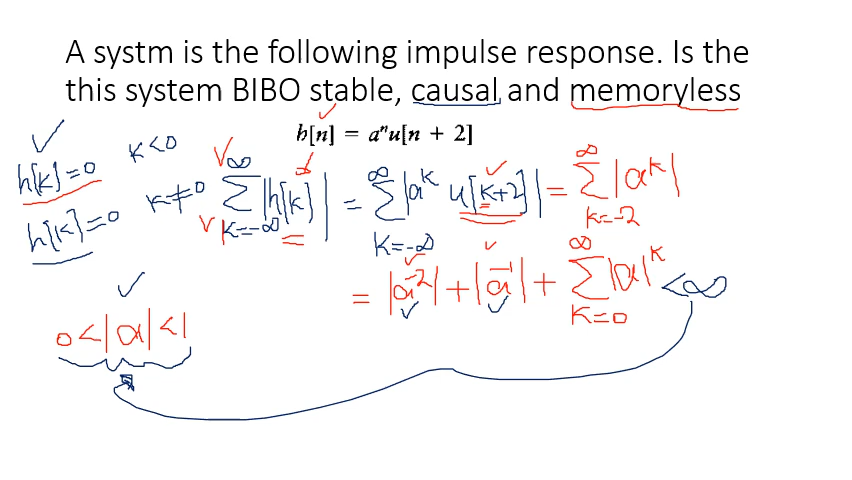 A systm is the following impulse response. Is the
this system BIBO stable, causal and memoryless
h[n] = aⁿu[n + 2]
h[k]=0 k<0
h[k]=0 k≠0
∞ Σ k=-∞ |h[k]| = ∞ Σ k=-∞ |a^k u[k+2]| = ∞ Σ k=-2 |a^k|
= |a^-2| + |a^-1| + ∞ Σ k=0 |a|^k <∞
0<|a|<1